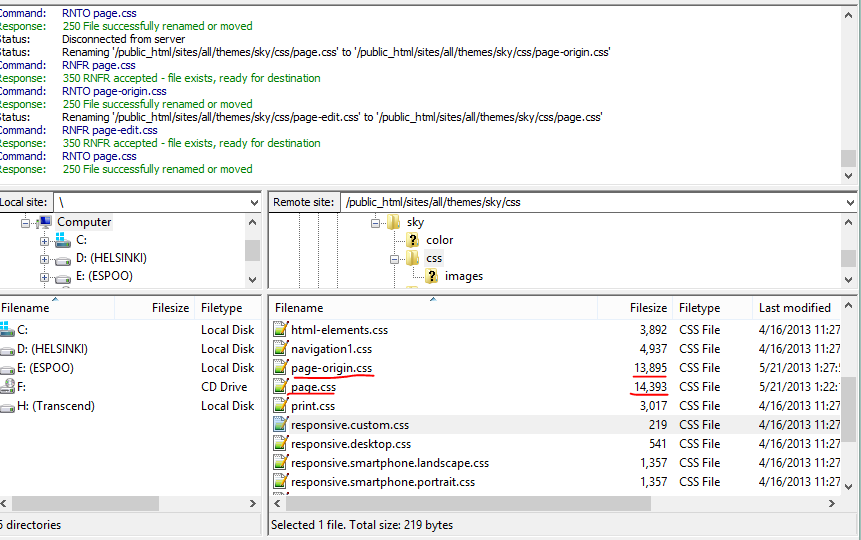 Command: RNTO page.css
Response: 250 File successfully renamed or moved
Status: Disconnected from server
Status: Renaming '/public_html/sites/all/themes/sky/css/page.css' to '/public_html/sites/all/themes/sky/css/page-origin.css'
Command: RNFR page.css
Response: 350 RNFR accepted - file exists, ready for destination
Command: RNTO page-origin.css
Response: 250 File successfully renamed or moved
Status: Renaming '/public_html/sites/all/themes/sky/css/page-edit.css' to '/public_html/sites/all/themes/sky/css/page.css'
Command: RNFR page-edit.css
Response: 350 RNFR accepted - file exists, ready for destination
Command: RNTO page.css
Response: 250 File successfully renamed or moved
Local site: \
Computer
C:
D: (HELSINKI)
E: (ESPOO)
Filename Filesize Filetype
C: Local Disk
D: (HELSINKI) Local Disk
E: (ESPOO) Local Disk
F: CD Drive
H: (Transcend) Local Disk
5 directories
Remote site: /public_html/sites/all/themes/sky/css
sky
color
css
images
Filename Filesize Filetype Last modified
html-elements.css 3,892 CSS File 4/16/2013 11:27
navigation1.css 4,937 CSS File 4/16/2013 11:27
page-origin.css 13,895 CSS File 5/21/2013 1:27:
page.css 14,393 CSS File 5/21/2013 1:22:
print.css 3,017 CSS File 4/16/2013 11:27
responsive.custom.css 219 CSS File 4/16/2013 11:27
responsive.desktop.css 541 CSS File 4/16/2013 11:27
responsive.smartphone.landscape.css 1,357 CSS File 4/16/2013 11:27
responsive.smartphone.portrait.css 1,357 CSS File 4/16/2013 11:27
Selected 1 file. Total size: 219 bytes